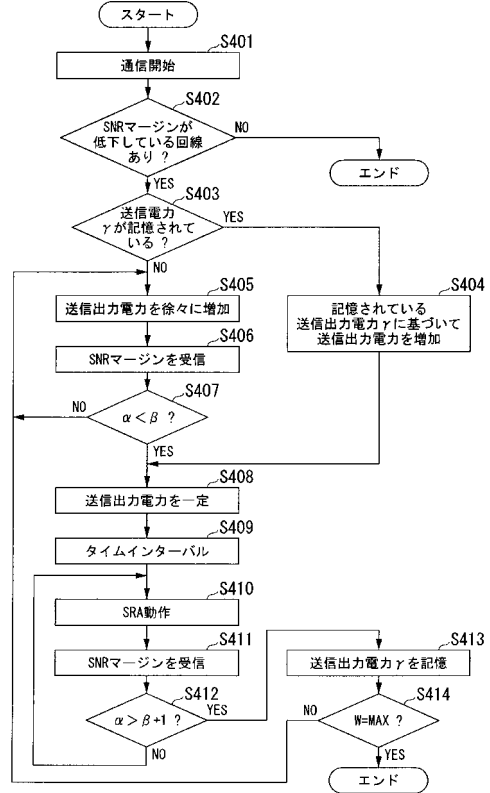 スタート
S401
通信開始
S402
SNRマージンが
低下している回線
あり ?
NO
エンド
YES
S403
送信電力
γが記憶されて
いる ?
YES
NO
S404
記憶されている
送信出力電力γに基づいて
送信出力電力を増加
S405
送信出力電力を徐々に増加
S406
SNRマージンを受信
S407
α<β ?
NO
YES
S408
送信出力電力を一定
S409
タイムインターバル
S410
SRA動作
S411
SNRマージンを受信
S412
α>β+1 ?
YES
NO
S413
送信出力電力γを記憶
S414
W=MAX ?
NO
YES
エンド